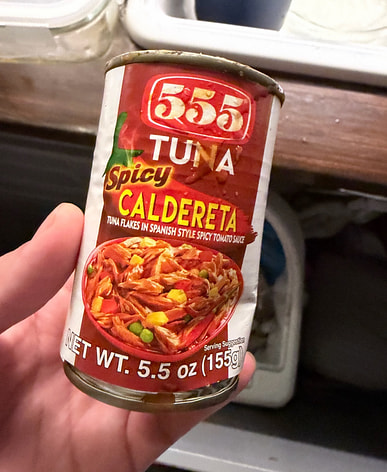 555
TUNA
Spicy
CALDERETA
TUNA FLAKES IN SPANISH STYLE SPICY TOMATO SAUCE
Serving Suggestion
NET WT. 5.5 oz (155g)